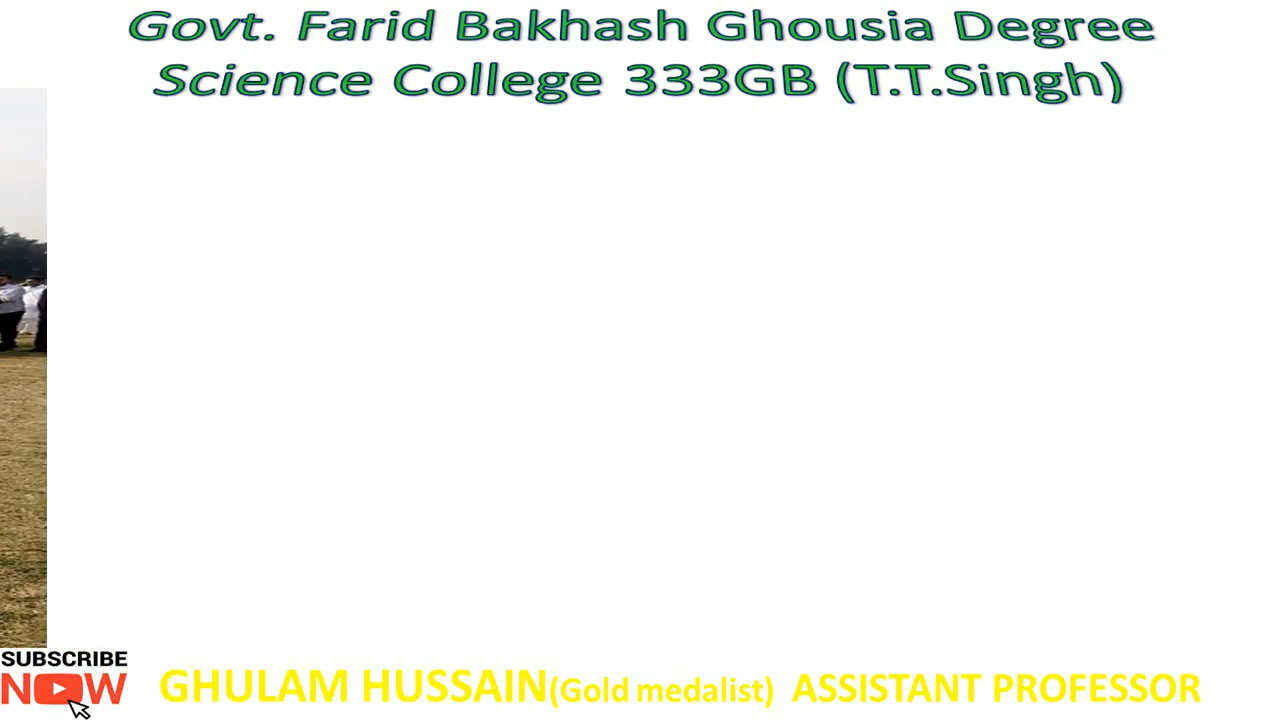 Govt. Farid Bakhash Ghousia Degree
Science College 333GB (T.T.Singh)
SUBSCRIBE
NOW
GHULAM HUSSAIN(Gold medalist) ASSISTANT PROFESSOR